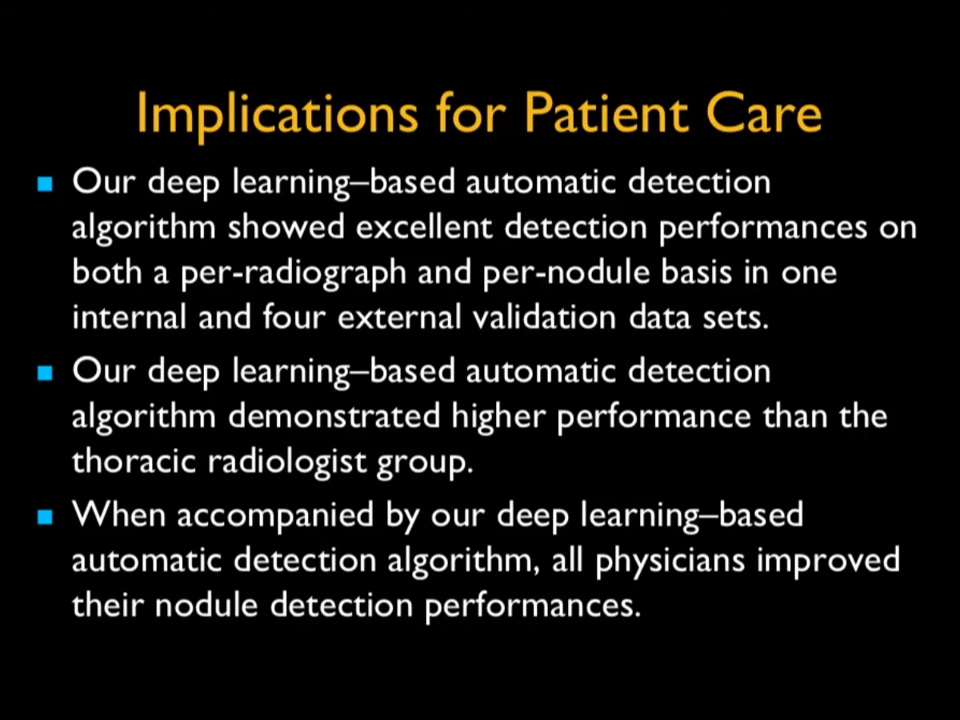 Implications for Patient Care
Our deep learning–based automatic detection
algorithm showed excellent detection performances on
both a per-radiograph and per-nodule basis in one
internal and four external validation data sets.
Our deep learning–based automatic detection
algorithm demonstrated higher performance than the
thoracic radiologist group.
When accompanied by our deep learning–based
automatic detection algorithm, all physicians improved
their nodule detection performances.